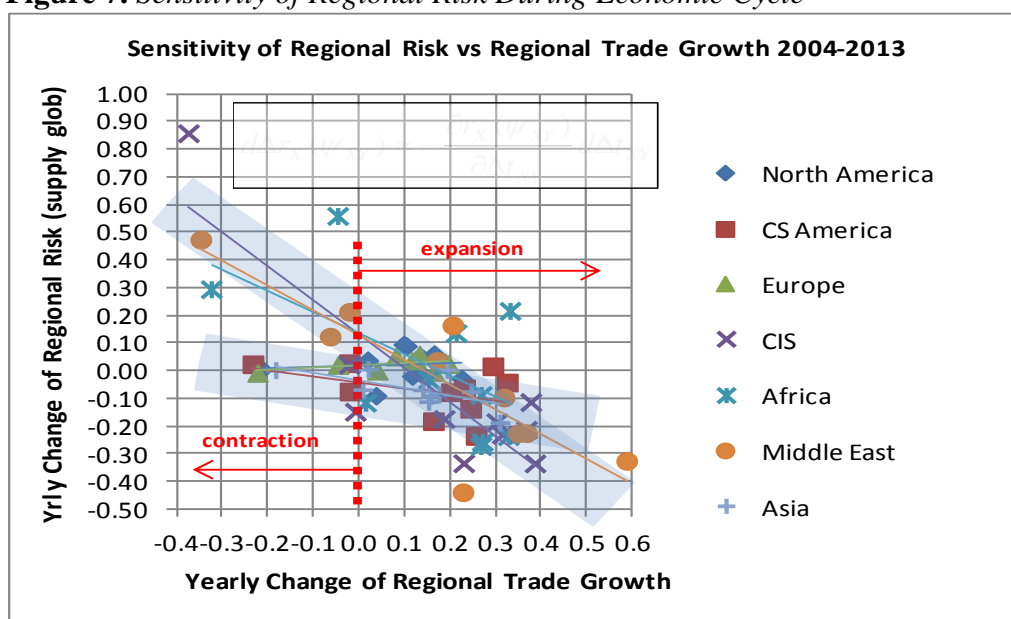 Figure 7. Sensitivity of Regional Risk During Economic Cycle
Sensitivity of Regional Risk vs Regional Trade Growth 2004-2013
Yrly Change of Regional Risk (supply glob)
1.00
0.90
0.80
0.70
0.60
0.50
0.40
0.30
0.20
0.10
0.00
-0.10
-0.20
-0.30
-0.40
-0.50
expansion
contraction
-0.4 -0.3 -0.2 -0.1 0.0 0.1 0.2 0.3 0.4 0.5 0.6
Yearly Change of Regional Trade Growth
North America
CS America
Europe
CIS
Africa
Middle East
Asia